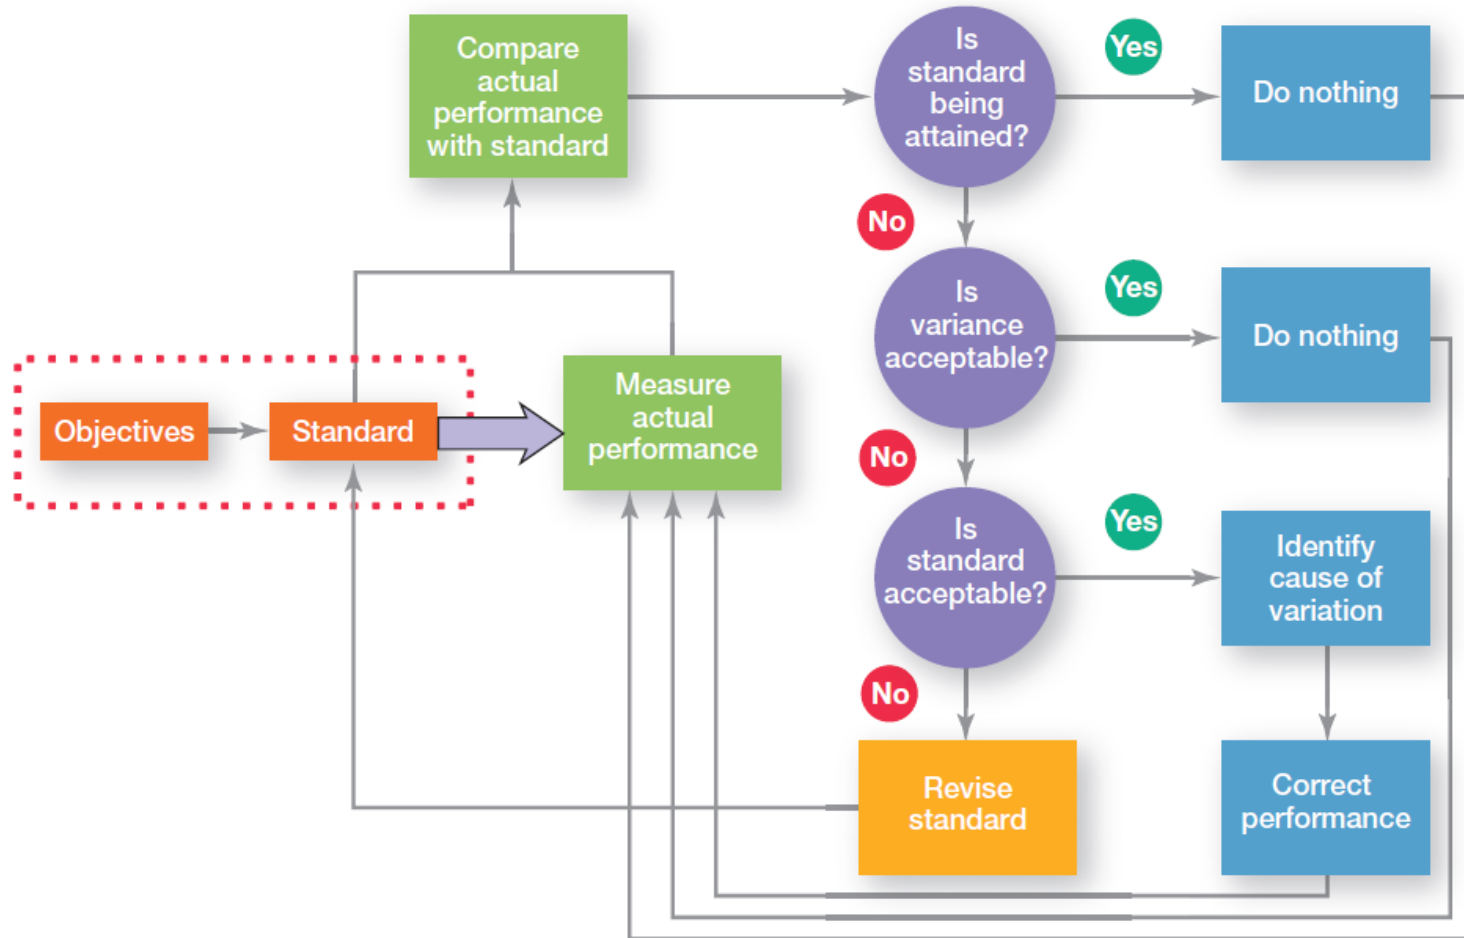 Compare
actual
performance
with standard
Is
standard
being
attained?
Yes
Do nothing
No
Is
variance
acceptable?
Yes
Do nothing
Objectives
Standard
Measure
actual
performance
No
Is
standard
acceptable?
Yes
Identify
cause of
variation
No
Revise
standard
Correct
performance